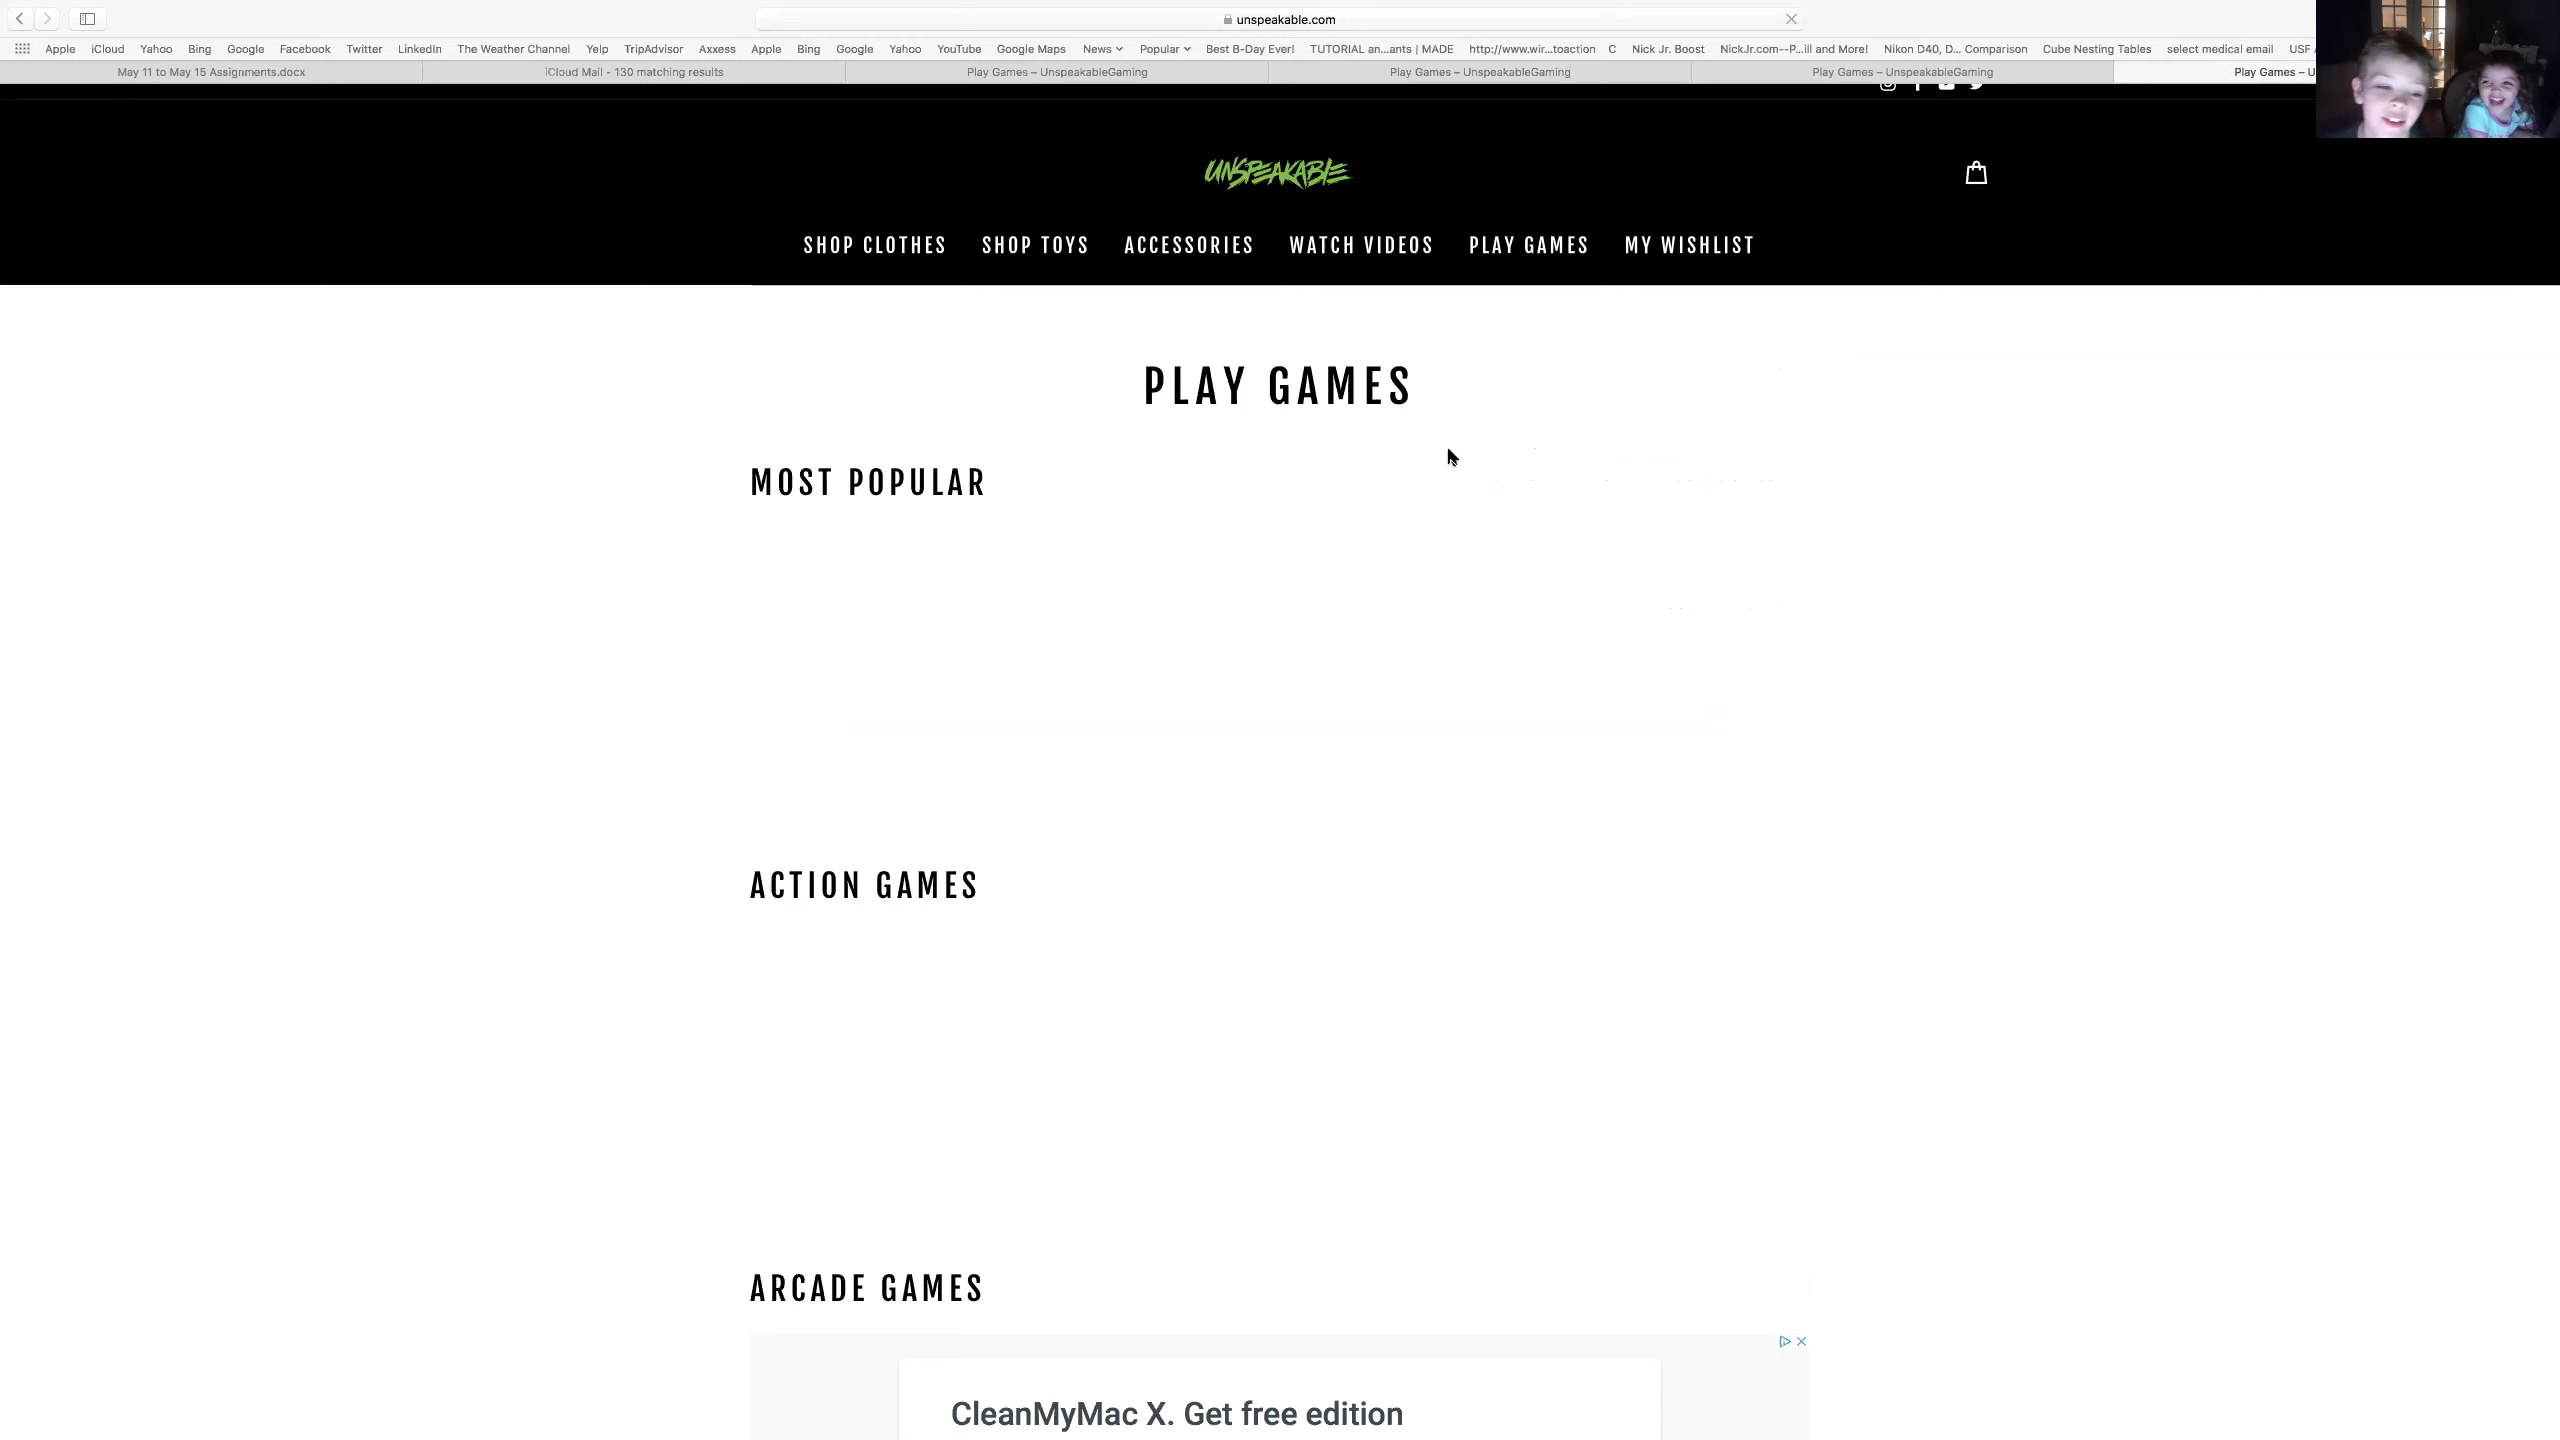 unspeakable.com
Apple iCloud Yahoo Bing Google Facebook Twitter LinkedIn The Weather Channel Yelp TripAdvisor Axxess Apple Bing Google Yahoo YouTube Google Maps News Popular Best B-Day Ever! TUTORIAL an...ants | MADE http://www.wir...toaction C Nick Jr. Boost NickJr.com--P...ill and More! Nikon D40, D... Comparison Cube Nesting Tables select medical email USF
May 11 to May 15 Assignments.docx iCloud Mail - 130 matching results Play Games – UnspeakableGaming Play Games – UnspeakableGaming Play Games – UnspeakableGaming Play Games – U
UNSPEAKABLE
SHOP CLOTHES SHOP TOYS ACCESSORIES WATCH VIDEOS PLAY GAMES MY WISHLIST
PLAY GAMES
MOST POPULAR
ACTION GAMES
ARCADE GAMES
CleanMyMac X. Get free edition